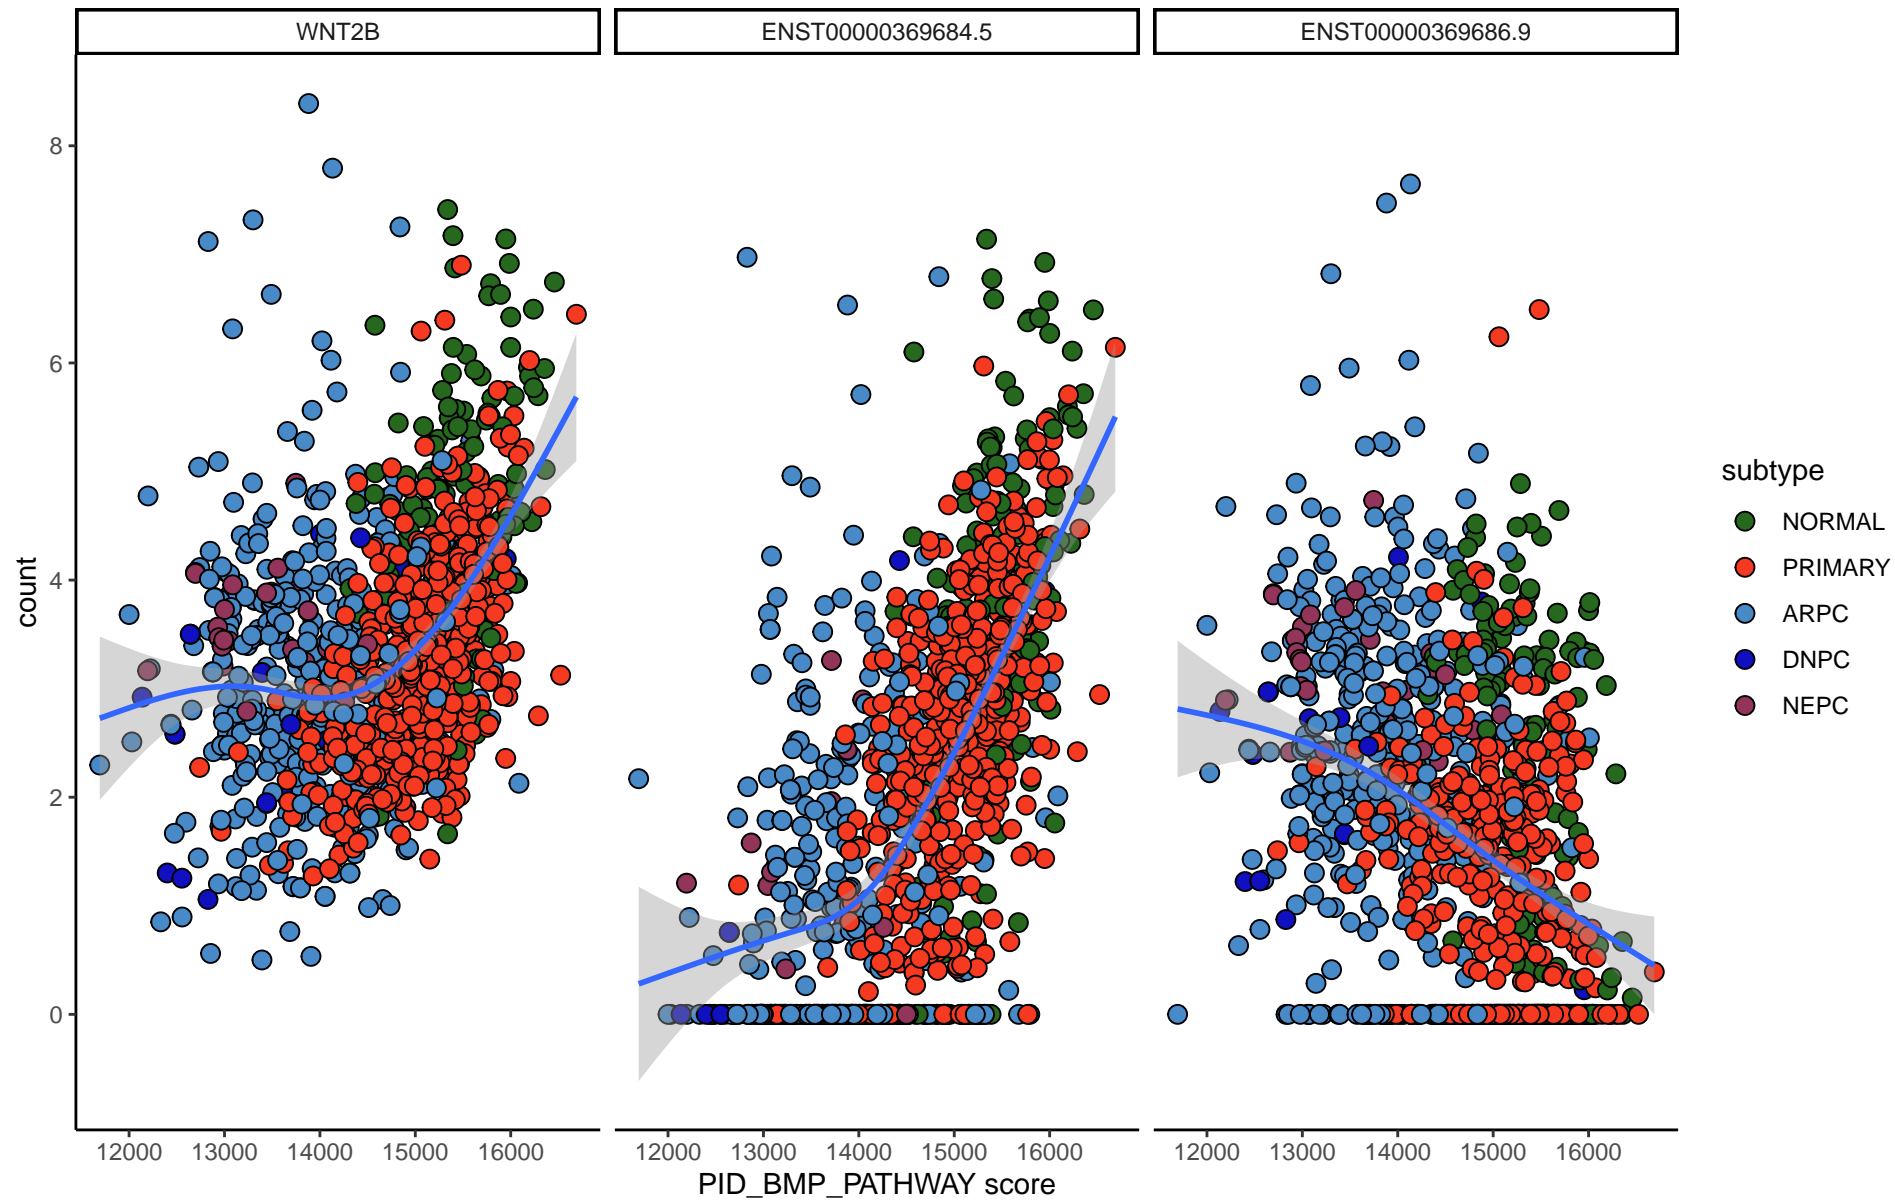 WNT2B
ENST00000369684.5
ENST00000369686.9
count
8
6
4
2
0
12000 13000 14000 15000 16000
12000 13000 14000 15000 16000
12000 13000 14000 15000 16000
PID_BMP_PATHWAY score
subtype
NORMAL
PRIMARY
ARPC
DNPC
NEPC